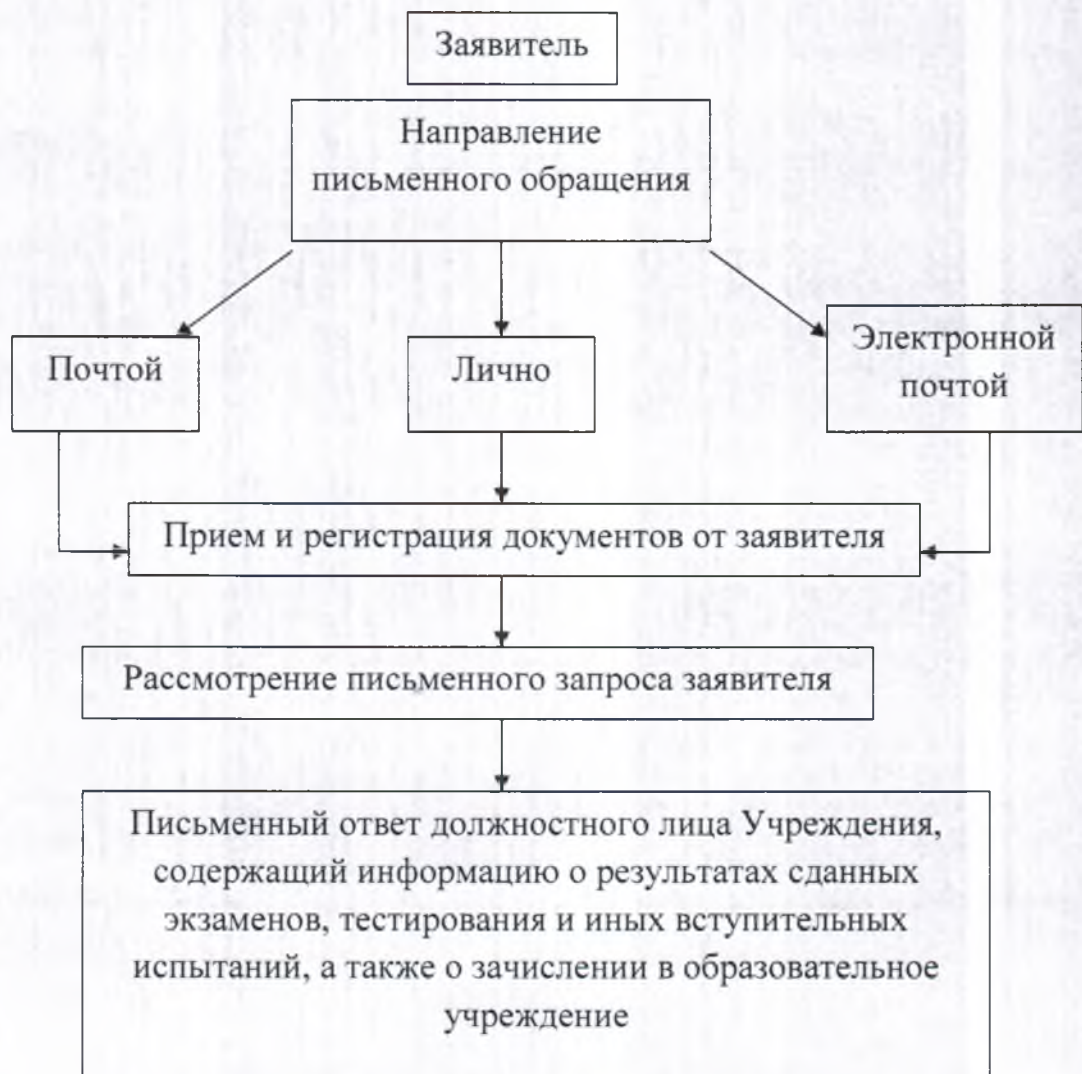 Заявитель
Направление
письменного обращения
Почтой
Лично
Электронной
почтой
Прием и регистрация документов от заявителя
Рассмотрение письменного запроса заявителя
Письменный ответ должностного лица Учреждения,
содержащий информацию о результатах сданных
экзаменов, тестирования и иных вступительных
испытаний, а также о зачислении в образовательное
учреждение